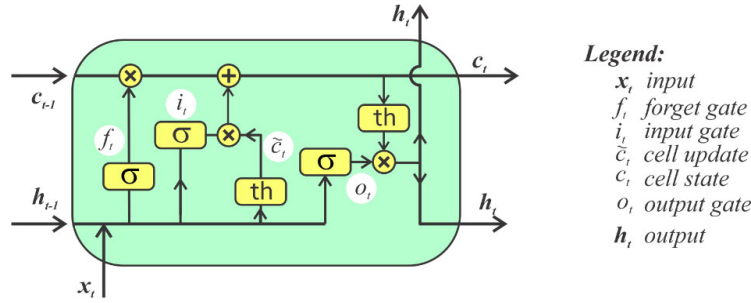 h_t
c_{t-1}
×
+
c_t
i_t
th
f_t
σ
×
c̃_t
σ
×
σ
th
o_t
h_{t-1}
h_t
x_t
Legend:
x_t input
f_t forget gate
i_t input gate
c̃_t cell update
c_t cell state
o_t output gate
h_t output